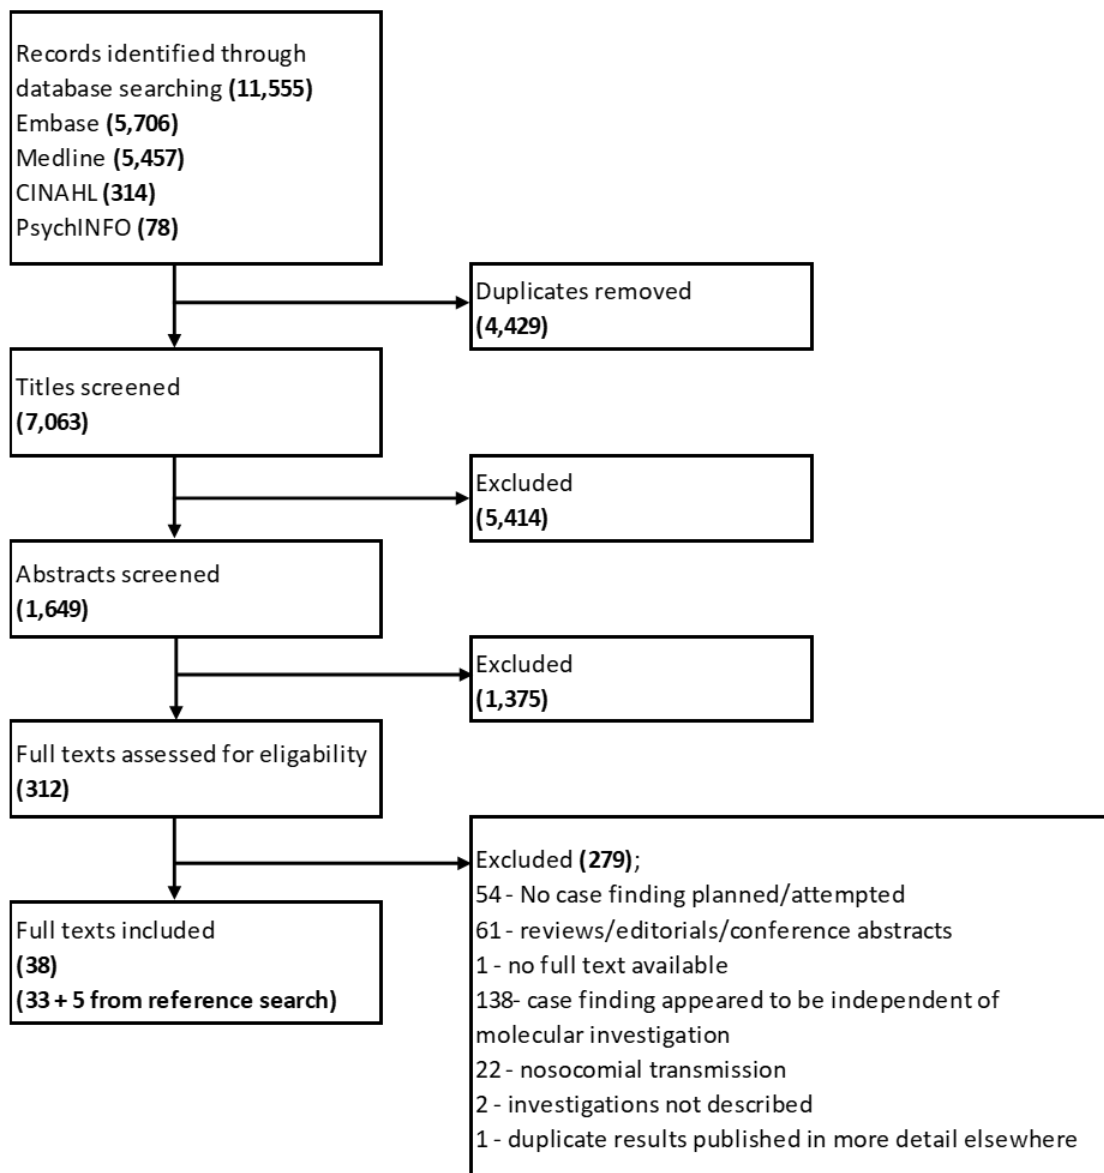 Records identified through
database searching (11,555)
Embase (5,706)
Medline (5,457)
CINAHL (314)
PsychINFO (78)
Duplicates removed
(4,429)
Titles screened
(7,063)
Excluded
(5,414)
Abstracts screened
(1,649)
Excluded
(1,375)
Full texts assessed for eligability
(312)
Excluded (279);
54 - No case finding planned/attempted
61 - reviews/editorials/conference abstracts
1 - no full text available
138- case finding appeared to be independent of
molecular investigation
22 - nosocomial transmission
2 - investigations not described
1 - duplicate results published in more detail elsewhere
Full texts included
(38)
(33 + 5 from reference search)